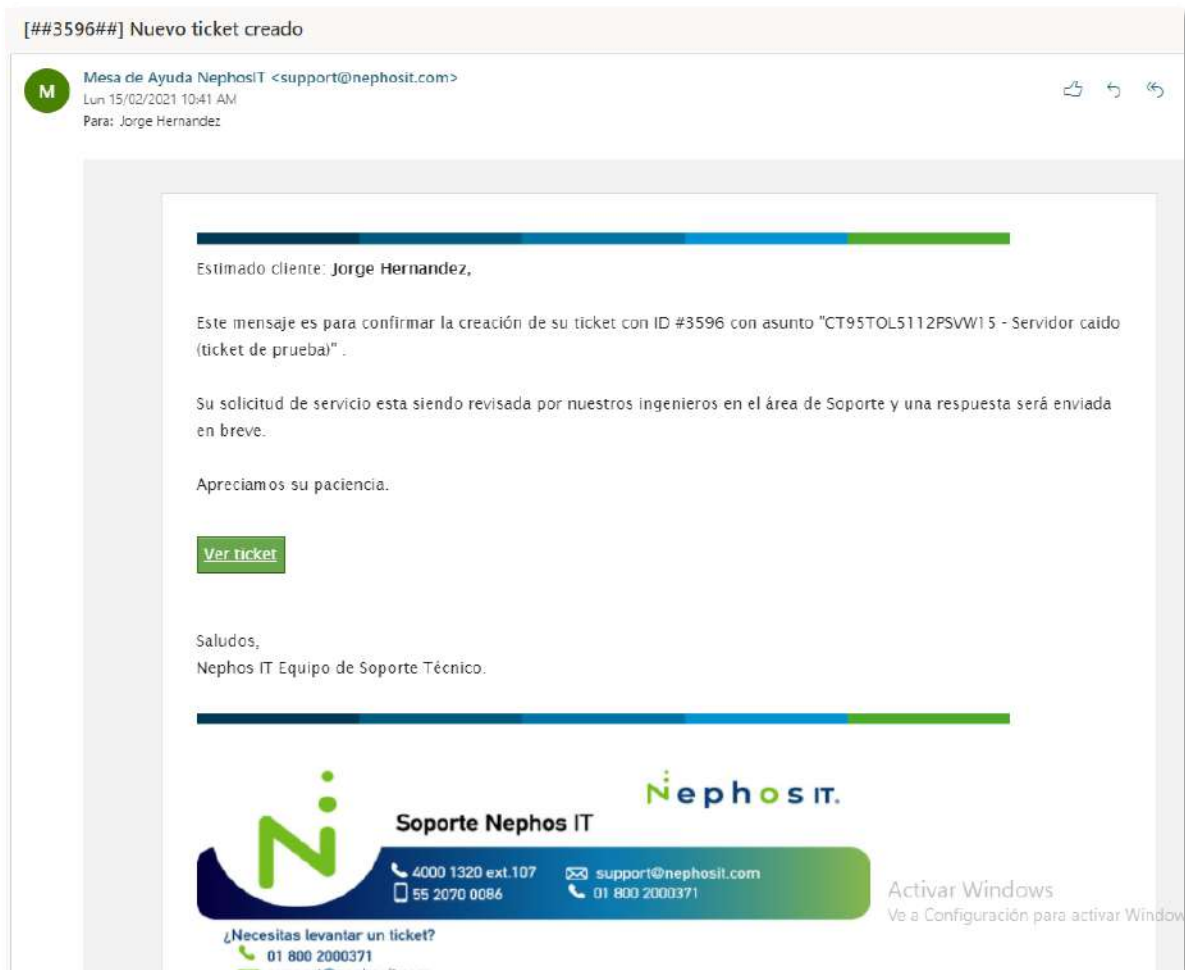 [##3596##] Nuevo ticket creado
M
Mesa de Ayuda NephosIT <support@nephosit.com>
Lun 15/02/2021 10:41 AM
Para: Jorge Hernandez
Estimado cliente: Jorge Hernandez,
Este mensaje es para confirmar la creación de su ticket con ID #3596 con asunto "CT95TOL5112PSVW15 - Servidor caido
(ticket de prueba)" .
Su solicitud de servicio esta siendo revisada por nuestros ingenieros en el área de Soporte y una respuesta será enviada
en breve.
Apreciamos su paciencia.
Ver ticket
Saludos,
Nephos IT Equipo de Soporte Técnico.
Nephos IT.
Soporte Nephos IT
4000 1320 ext.107 support@nephosit.com
55 2070 0086 01 800 2000371
Activar Windows
Ve a Configuración para activar Window
¿Necesitas levantar un ticket?
01 800 2000371